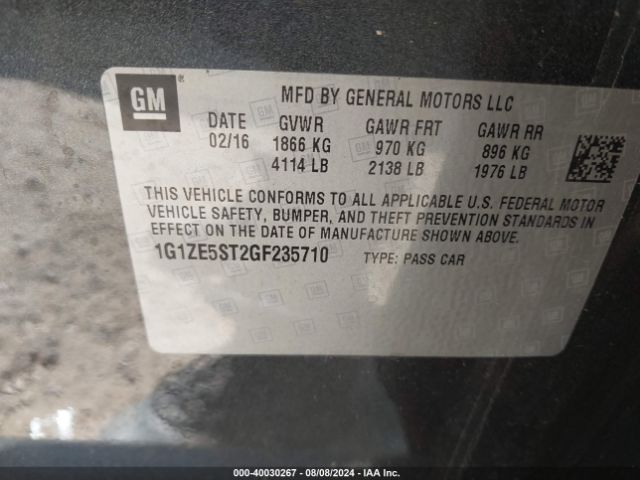 GM
MFD BY GENERAL MOTORS LLC
DATE GVWR GAWR FRT GAWR RR
02/16 1866 KG 970 KG 896 KG
4114 LB 2138 LB 1976 LB
THIS VEHICLE CONFORMS TO ALL APPLICABLE U.S. FEDERAL MOTOR
VEHICLE SAFETY, BUMPER, AND THEFT PREVENTION STANDARDS IN
EFFECT ON THE DATE OF MANUFACTURE SHOWN ABOVE.
1G1ZE5ST2GF235710 TYPE: PASS CAR
000-40030267 - 08/08/2024 - IAA Inc.